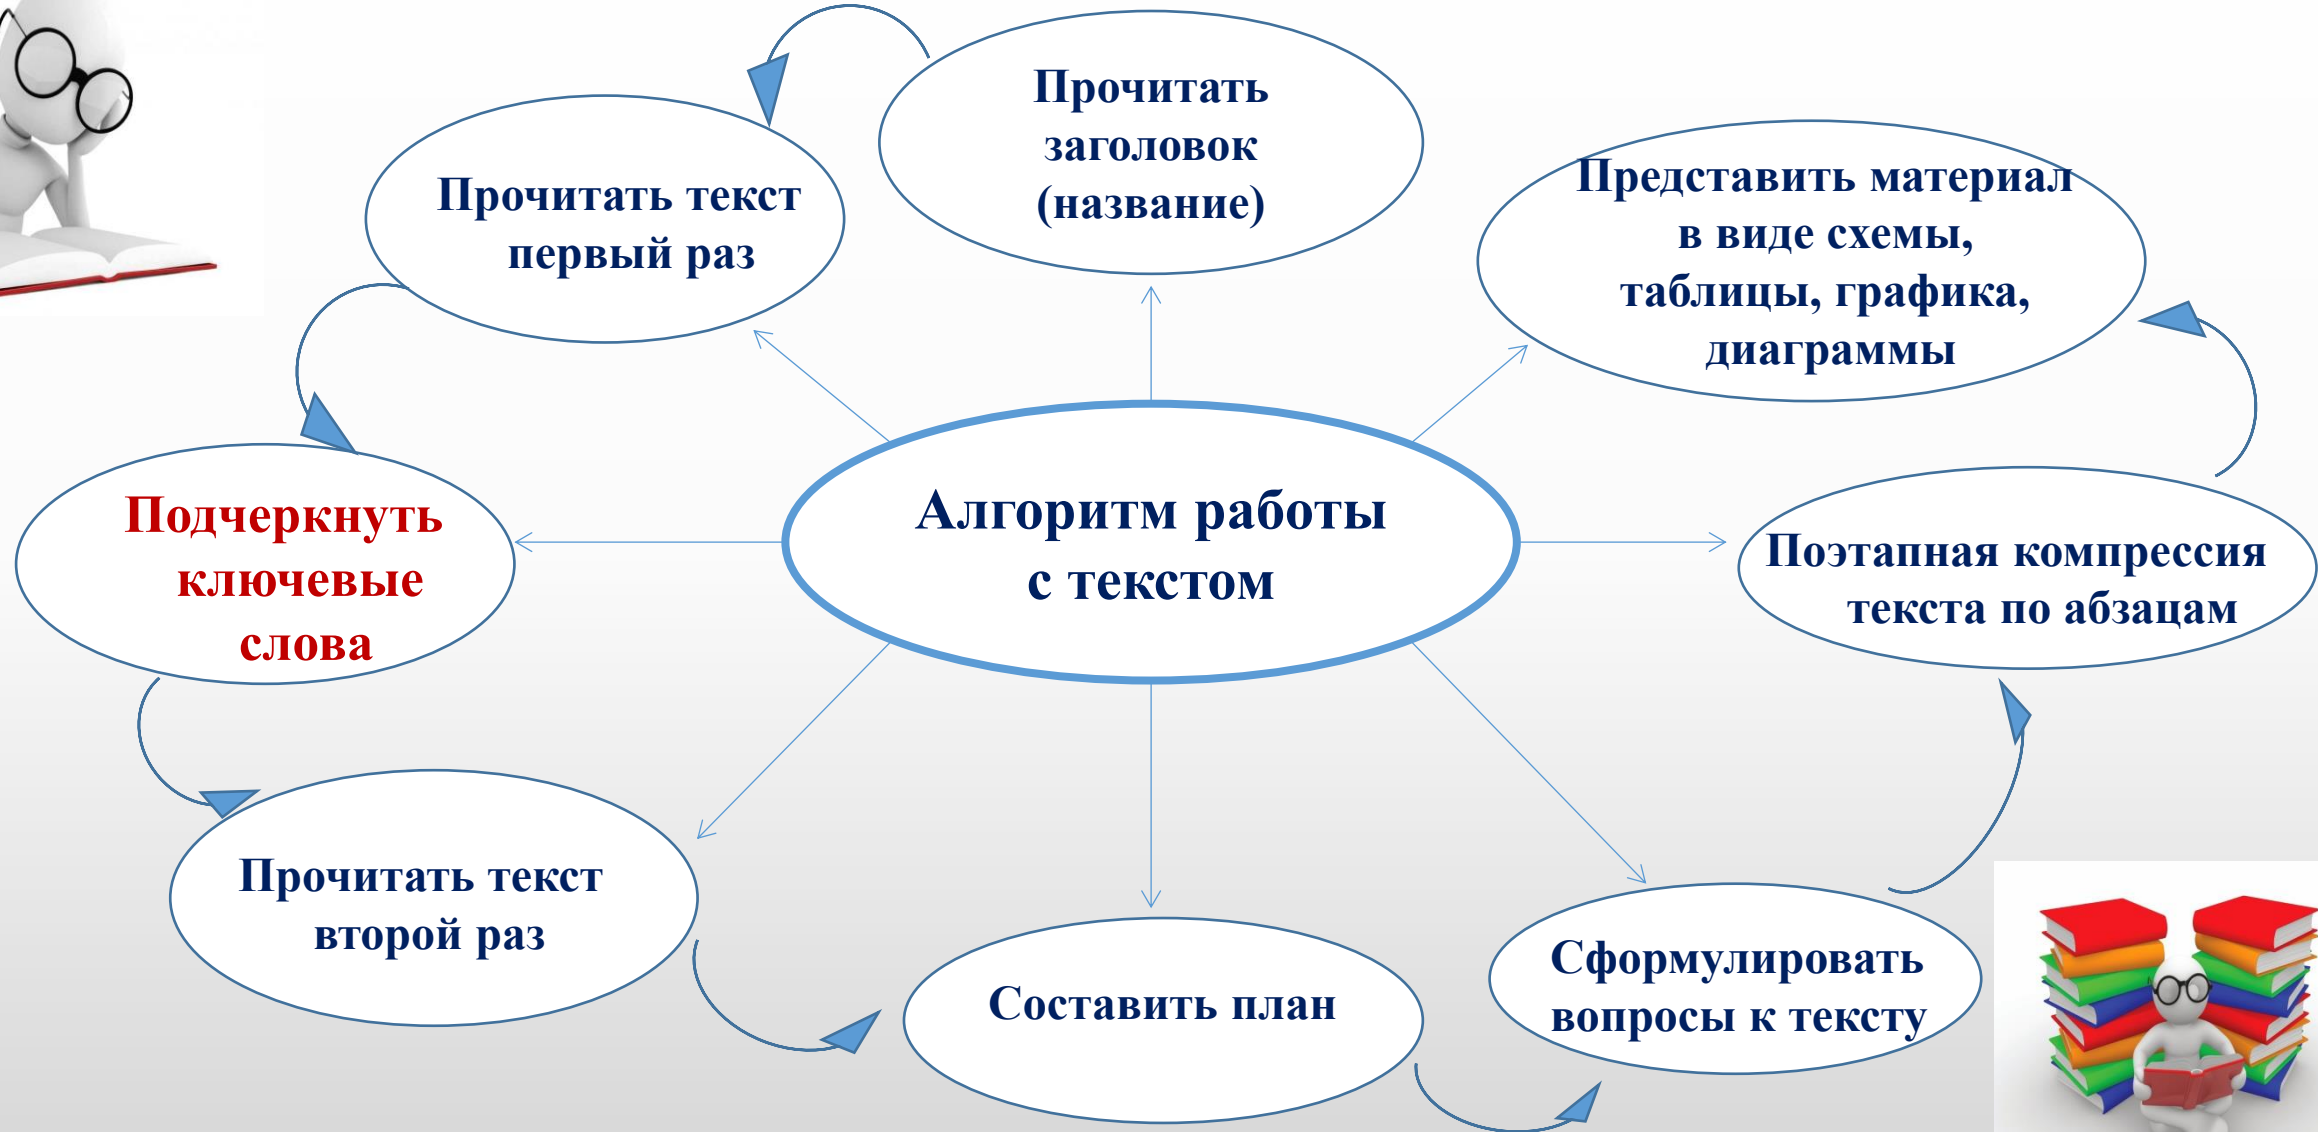 Прочитать
заголовок
(название)
Прочитать текст
первый раз
Представить материал
в виде схемы,
таблицы, графика,
диаграммы
Подчеркнуть
ключевые
слова
Алгоритм работы
с текстом
Поэтапная компрессия
текста по абзацам
Прочитать текст
второй раз
Составить план
Сформулировать
вопросы к тексту